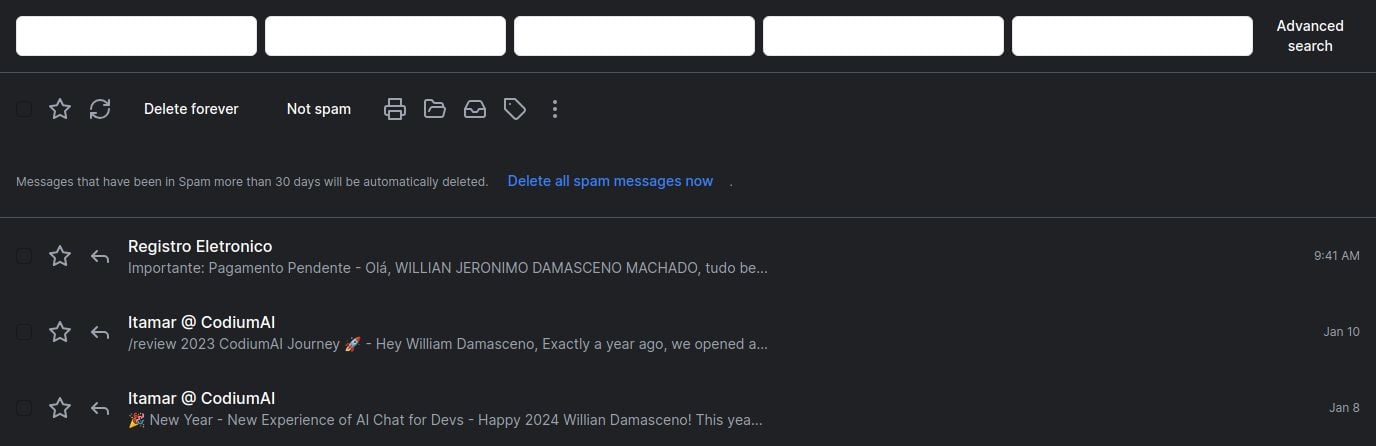 Advanced
search
Delete forever
Not spam
Messages that have been in Spam more than 30 days will be automatically deleted. Delete all spam messages now .
Registro Eletronico
Importante: Pagamento Pendente - Olá, WILLIAN JERONIMO DAMASCENO MACHADO, tudo be...
9:41 AM
Itamar @ CodiumAI
/review 2023 CodiumAI Journey 🚀 - Hey William Damasceno, Exactly a year ago, we opened a...
Jan 10
Itamar @ CodiumAI
🎉 New Year - New Experience of AI Chat for Devs - Happy 2024 Willian Damasceno! This yea...
Jan 8